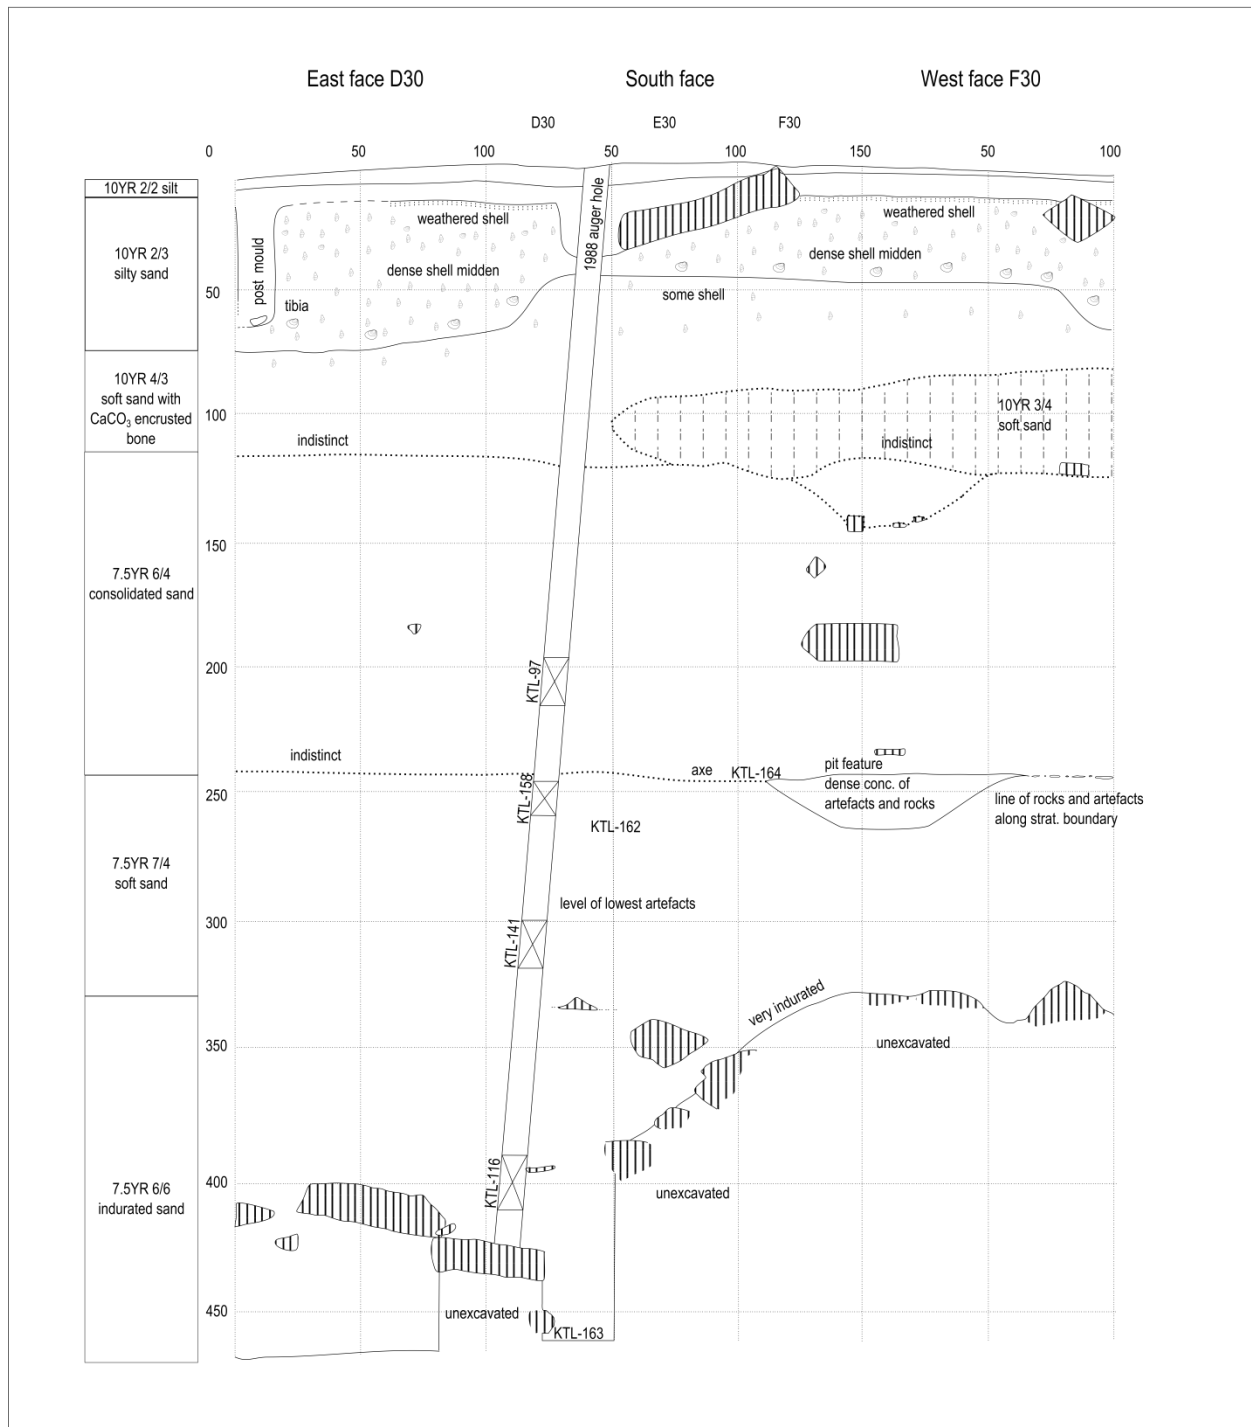 East face D30 South face West face F30
D30 E30 F30
0 50 100 50 100 150 50 100
10YR 2/2 silt
10YR 2/3
silty sand
10YR 4/3
soft sand with
CaCO₃ encrusted
bone
7.5YR 6/4
consolidated sand
7.5YR 7/4
soft sand
7.5YR 6/6
indurated sand
50
100
150
200
250
300
350
400
450
post mould
weathered shell
dense shell midden
tibia
1988 auger hole
weathered shell
dense shell midden
some shell
10YR 3/4
soft sand
indistinct
indistinct
KTL-97
indistinct
axe
KTL-164
pit feature
dense conc. of
artefacts and rocks
line of rocks and artefacts
along strat. boundary
KTL-158
KTL-162
level of lowest artefacts
KTL-141
very indurated
unexcavated
KTL-116
unexcavated
unexcavated
KTL-163